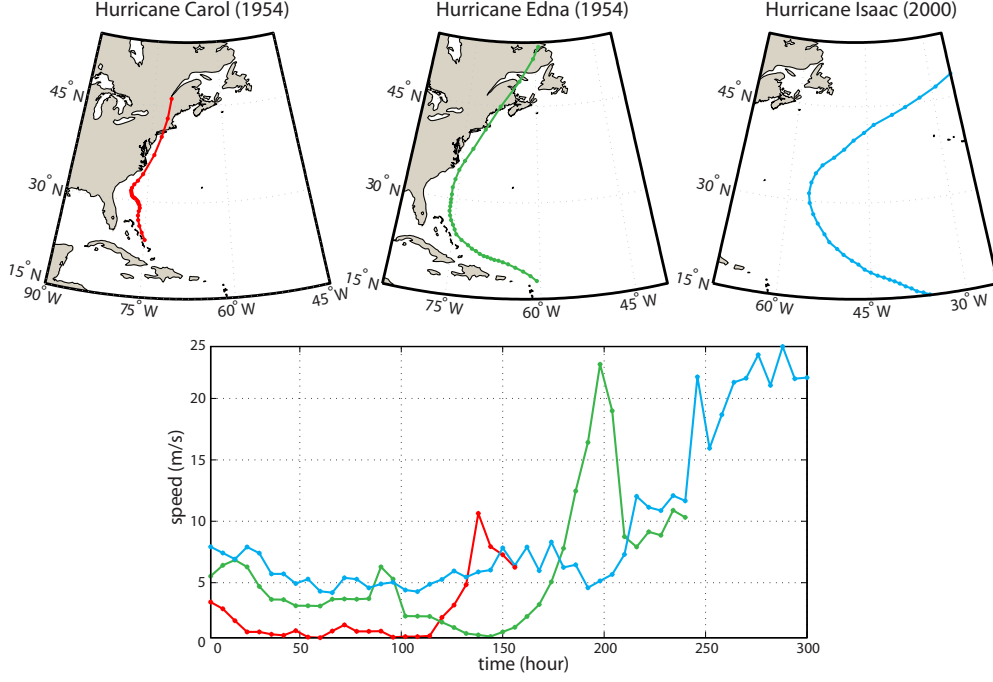 Hurricane Carol (1954)
Hurricane Edna (1954)
Hurricane Isaac (2000)
45°N
30°N
15°N
90°W
75°W
60°W
45°W
45°N
30°N
15°N
75°W
60°W
45°W
45°N
30°N
15°N
60°W
45°W
30°W
25
20
15
10
5
0
speed (m/s)
0
50
100
150
200
250
300
time (hour)